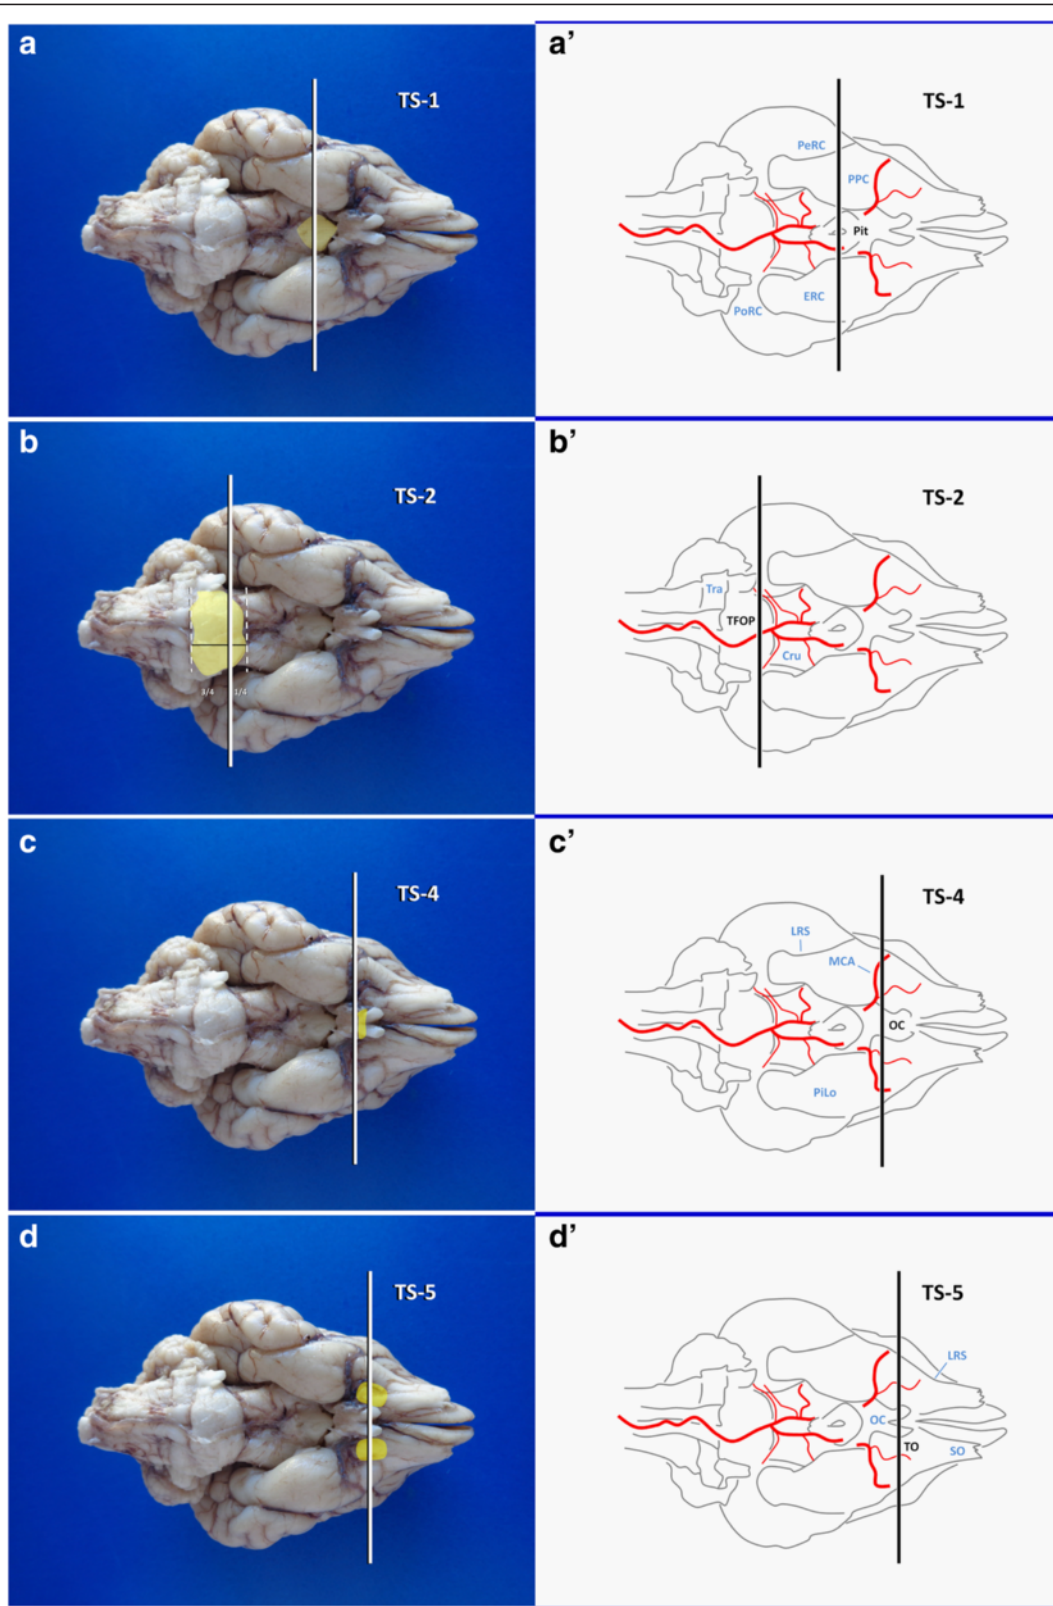 a
TS-1
a’
TS-1
PeRC
PPC
Pit
ERC
PoRC
b
TS-2
3/4
1/4
b’
TS-2
Tra
TFOP
Cru
c
TS-4
c’
TS-4
LRS
MCA
OC
PiLo
d
TS-5
d’
TS-5
LRS
OC
TO
SO